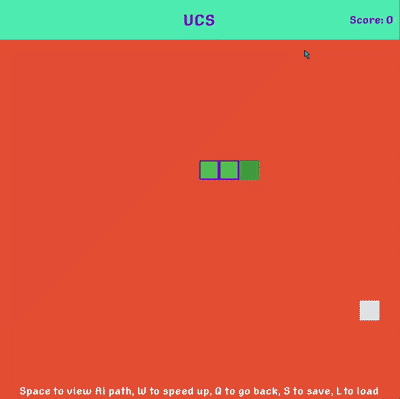 UCS
Score: 0
Space to view Ai path, W to speed up, Q to go back, S to save, L to load